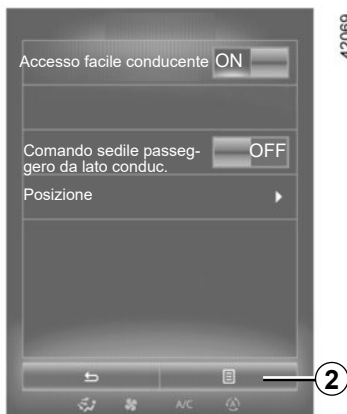 42069
Accesso facile conducente ON
Comando sedile passeg-
gero da lato conduc. OFF
Posizione
2
A/C